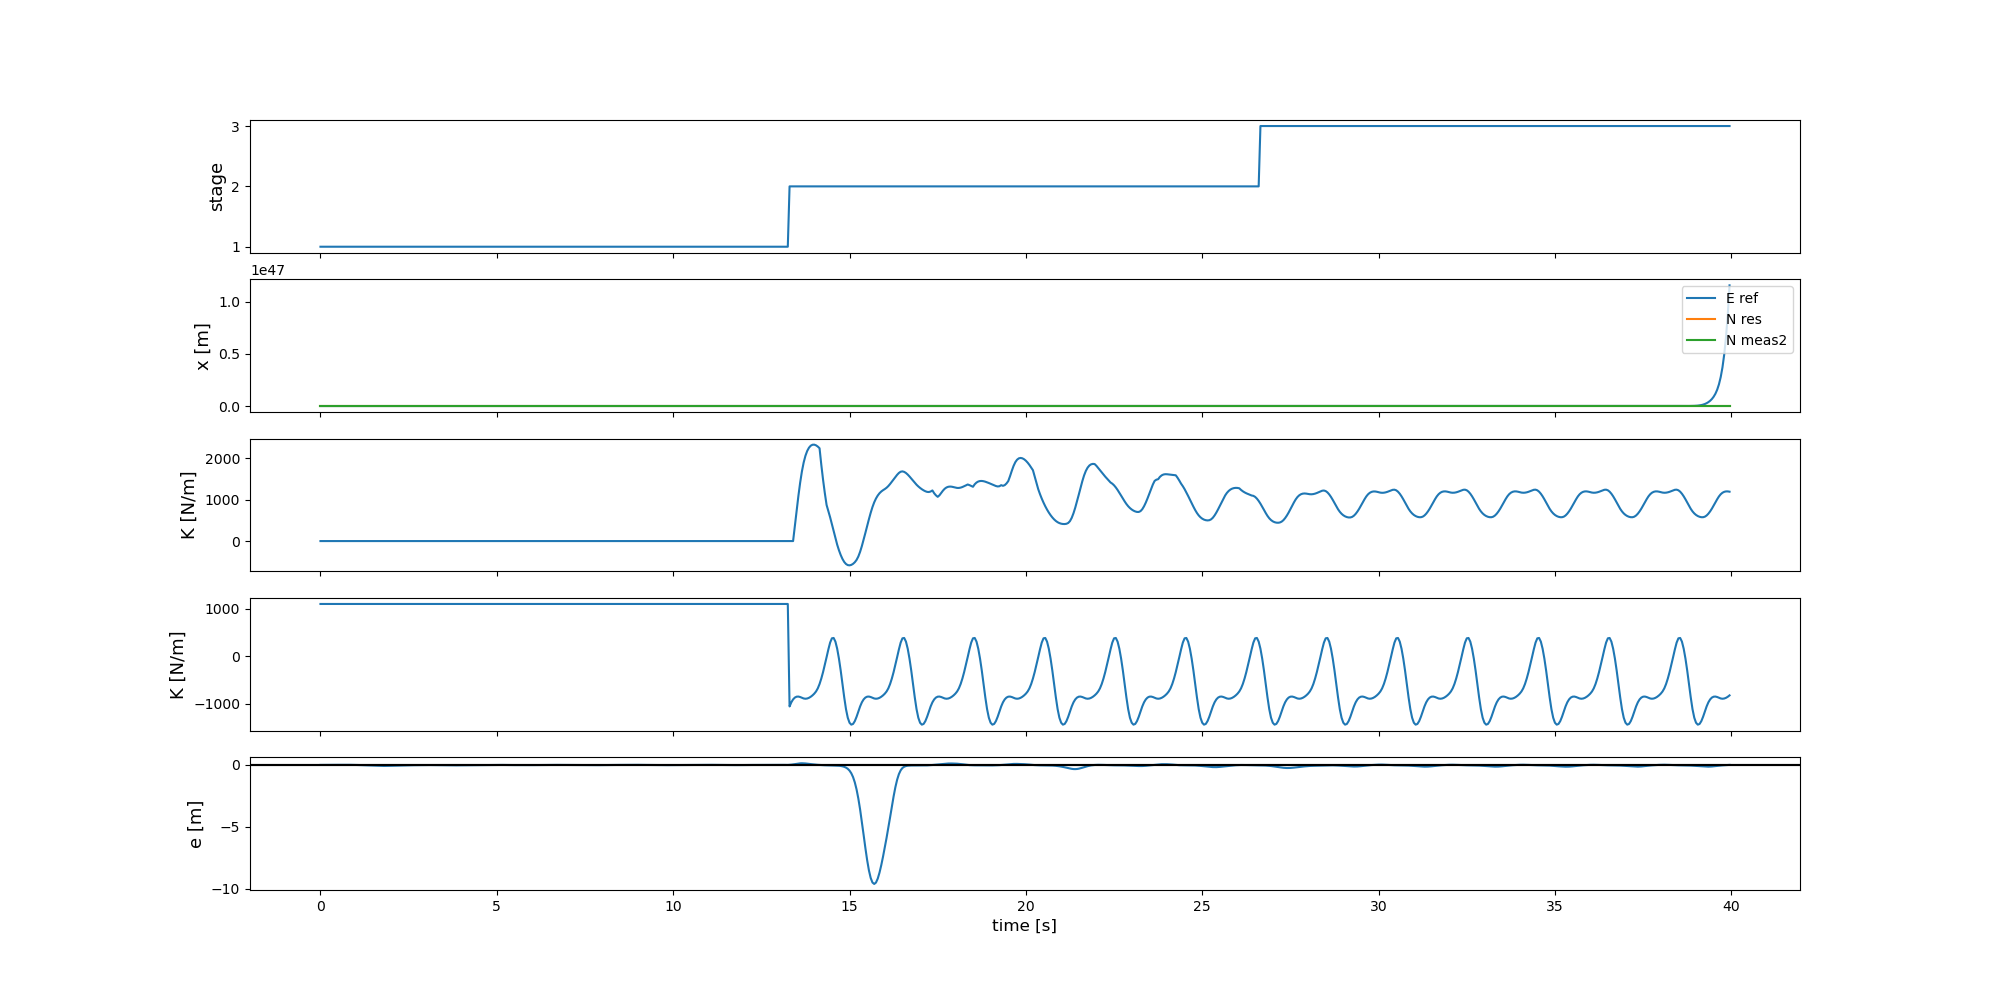 stage
3
2
1
1e47
x [m]
1.0
0.5
0.0
E ref
N res
N meas2
K [N/m]
2000
1000
0
K [N/m]
1000
0
−1000
e [m]
0
−5
−10
0 5 10 15 20 25 30 35 40
time [s]